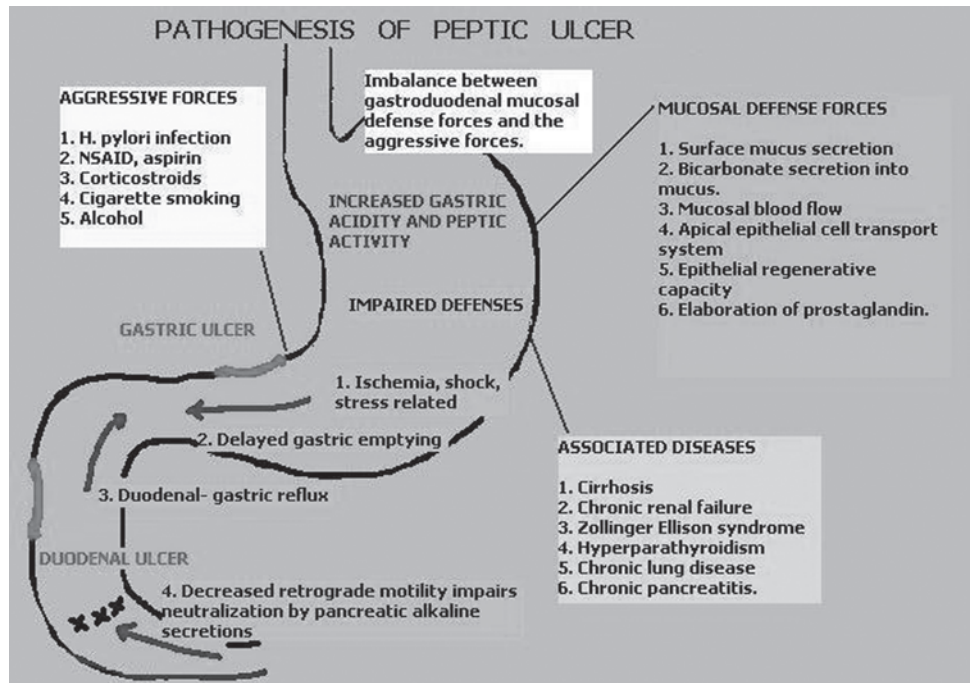 PATHOGENESIS OF PEPTIC ULCER
AGGRESSIVE FORCES
1. H. pylori infection
2. NSAID, aspirin
3. Corticostroids
4. Cigarette smoking
5. Alcohol
Imbalance between
gastroduodenal mucosal
defense forces and the
aggressive forces.
MUCOSAL DEFENSE FORCES
1. Surface mucus secretion
2. Bicarbonate secretion into
mucus.
3. Mucosal blood flow
4. Apical epithelial cell transport
system
5. Epithelial regenerative
capacity
6. Elaboration of prostaglandin.
INCREASED GASTRIC
ACIDITY AND PEPTIC
ACTIVITY
IMPAIRED DEFENSES
GASTRIC ULCER
1. Ischemia, shock,
stress related
2. Delayed gastric emptying
3. Duodenal- gastric reflux
DUODENAL ULCER
4. Decreased retrograde motility impairs
neutralization by pancreatic alkaline
secretions
ASSOCIATED DISEASES
1. Cirrhosis
2. Chronic renal failure
3. Zollinger Ellison syndrome
4. Hyperparathyroidism
5. Chronic lung disease
6. Chronic pancreatitis.